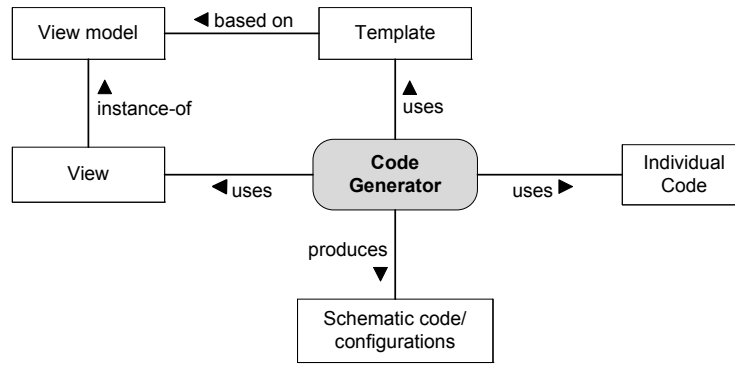 View model
based on
Template
instance-of
uses
View
uses
Code
Generator
uses
Individual
Code
produces
Schematic code/
configurations